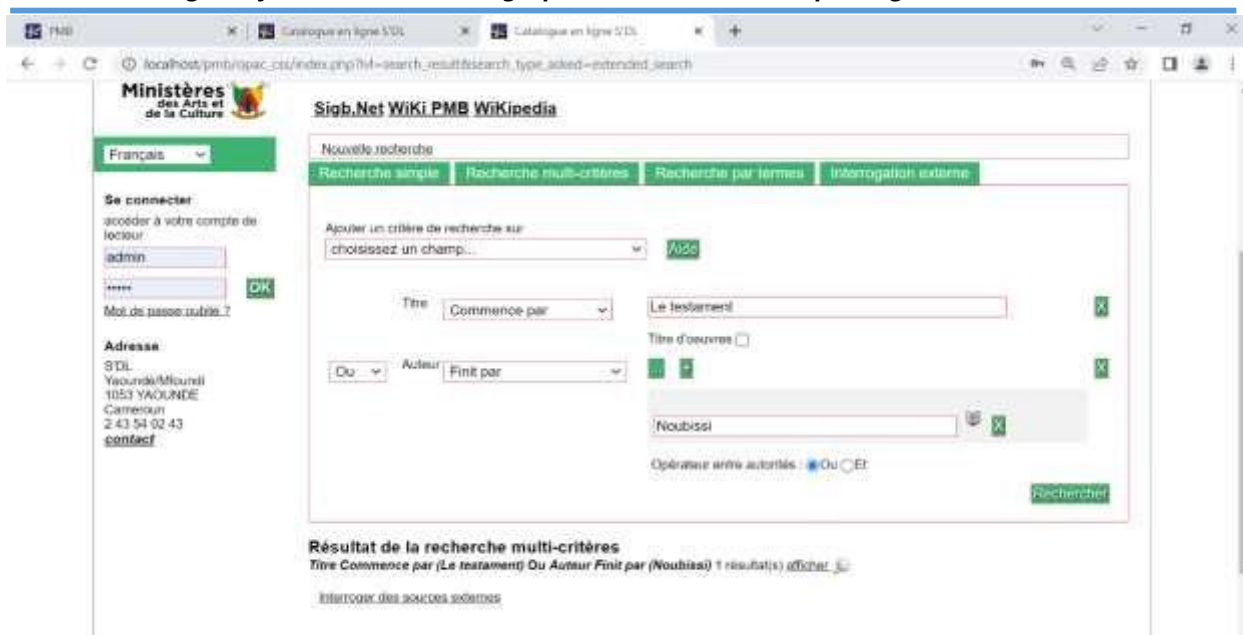 PMB
Catalogue en ligne S'DL
Catalogue en ligne S'DL
localhost/pmb/opac_css/index.php?lvl=search_result&search_type_asked=extended_search
Ministères
des Arts et
de la Culture
Sigb.Net WiKi PMB WiKipedia
Français
Nouvelle recherche
Recherche simple
Recherche multi-critères
Recherche par termes
Interrogation externe
Se connecter
accéder à votre compte de
lecteur
admin
•••••
OK
Mot de passe oublié ?
Adresse
S'DL
Yaoundé/Mfoundi
1053 YAOUNDE
Cameroun
2 43 54 02 43
contact
Ajouter un critère de recherche sur
choisissez un champ...
Aide
Titre
Commence par
Le testament
X
Titre d'oeuvres
Ou
Auteur
Finit par
...
+
X
Noubissi
X
Opérateur entre autorités :
Ou
Et
Rechercher
Résultat de la recherche multi-critères
Titre Commence par (Le testament) Ou Auteur Finit par (Noubissi) 1 résultat(s) afficher
Interroger des sources externes